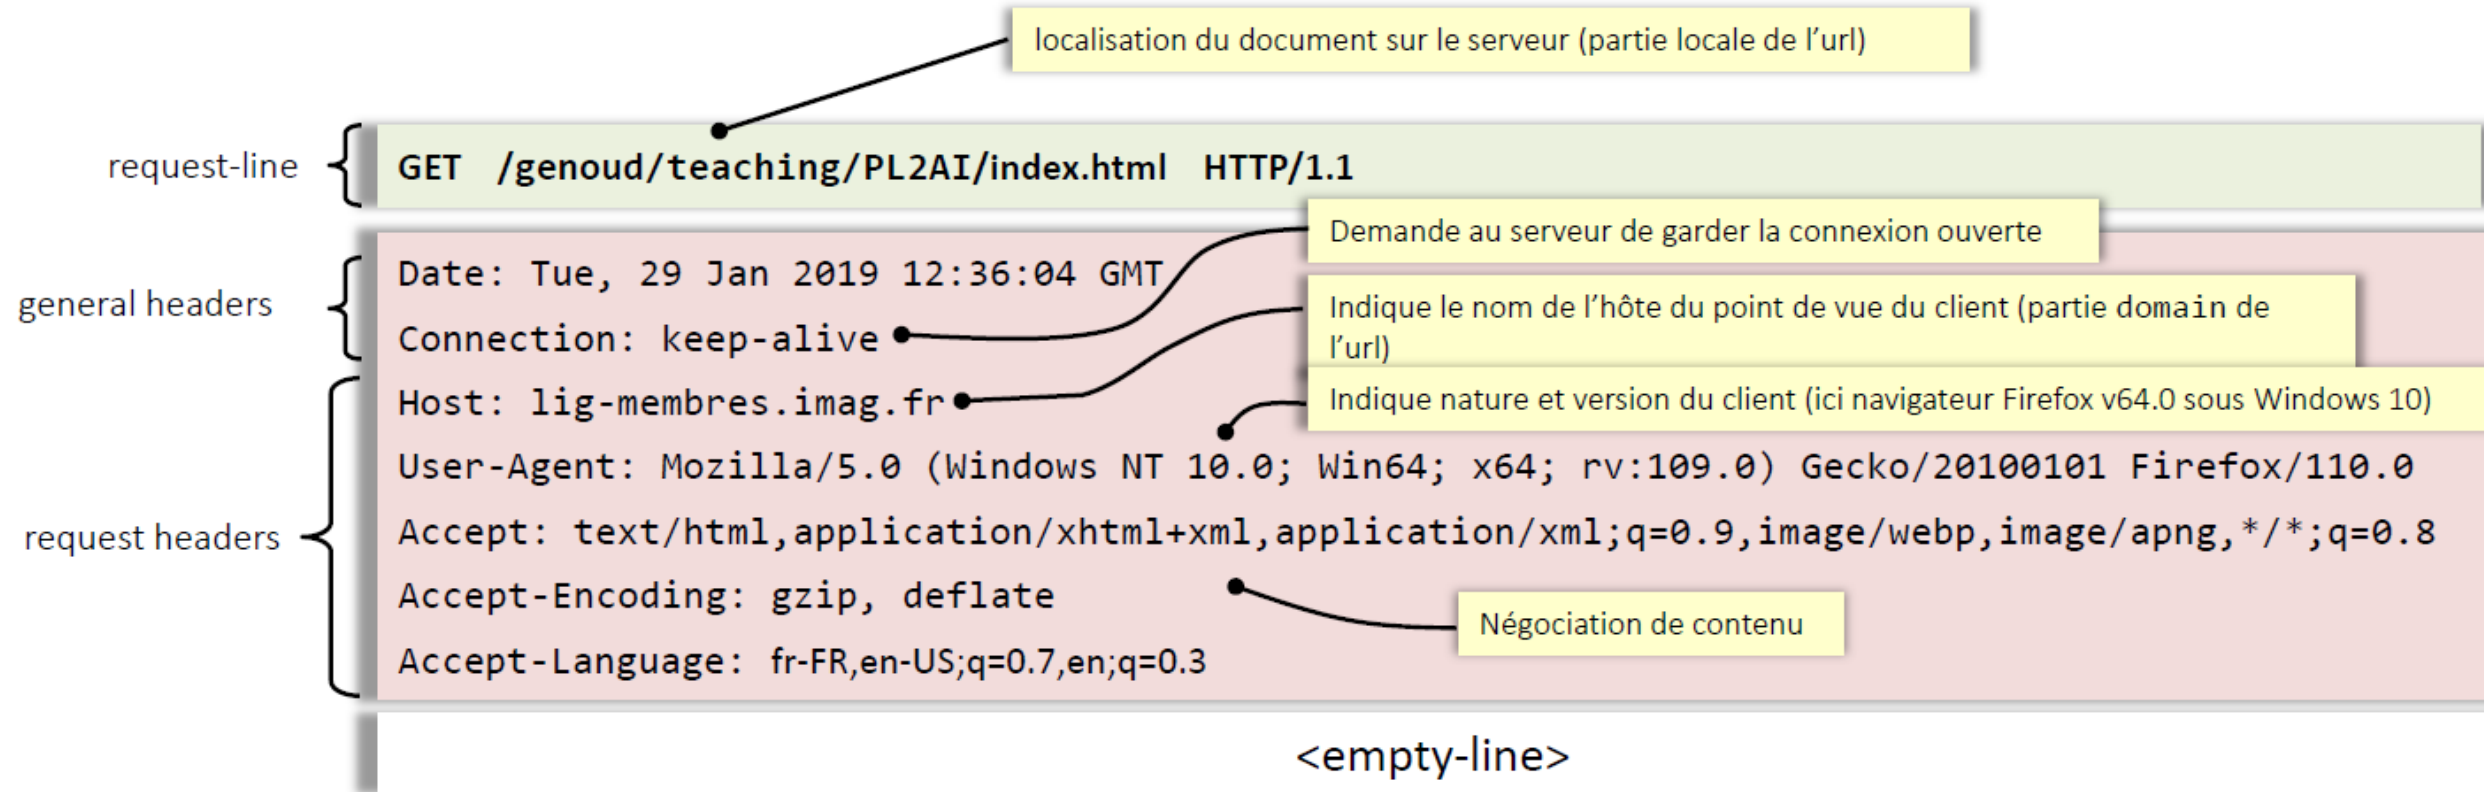 localisation du document sur le serveur (partie locale de l’url)
request-line
GET /genoud/teaching/PL2AI/index.html HTTP/1.1
Demande au serveur de garder la connexion ouverte
general headers
Date: Tue, 29 Jan 2019 12:36:04 GMT
Connection: keep-alive
Indique le nom de l’hôte du point de vue du client (partie domain de
l’url)
Host: lig-membres.imag.fr
Indique nature et version du client (ici navigateur Firefox v64.0 sous Windows 10)
request headers
User-Agent: Mozilla/5.0 (Windows NT 10.0; Win64; x64; rv:109.0) Gecko/20100101 Firefox/110.0
Accept: text/html,application/xhtml+xml,application/xml;q=0.9,image/webp,image/apng,*/*;q=0.8
Accept-Encoding: gzip, deflate
Négociation de contenu
Accept-Language: fr-FR,en-US;q=0.7,en;q=0.3
<empty-line>